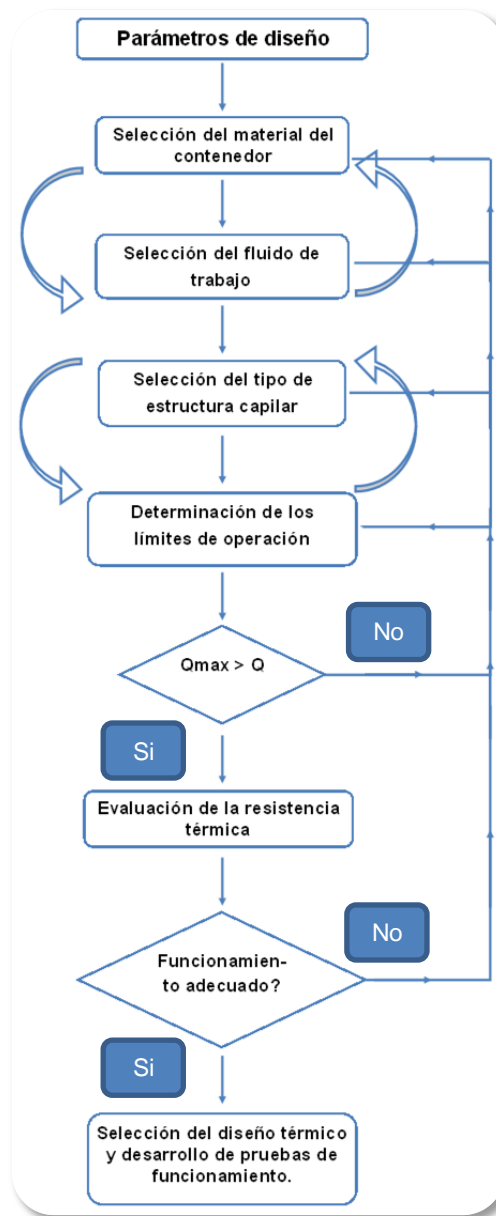 Parámetros de diseño
Selección del material del
contenedor
Selección del fluido de
trabajo
Selección del tipo de
estructura capilar
Determinación de los
límites de operación
No
Qmax > Q
Si
Evaluación de la resistencia
térmica
No
Funcionamien-
to adecuado?
Si
Selección del diseño térmico
y desarrollo de pruebas de
funcionamiento.